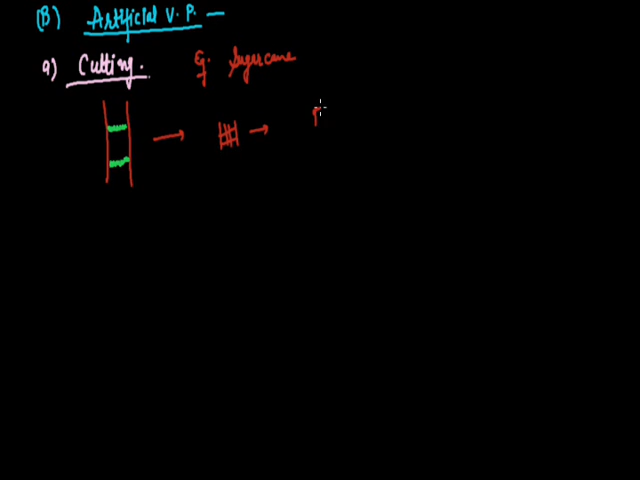 (B) Artificial V. P. —
a) Cutting. Eg. Sugarcane